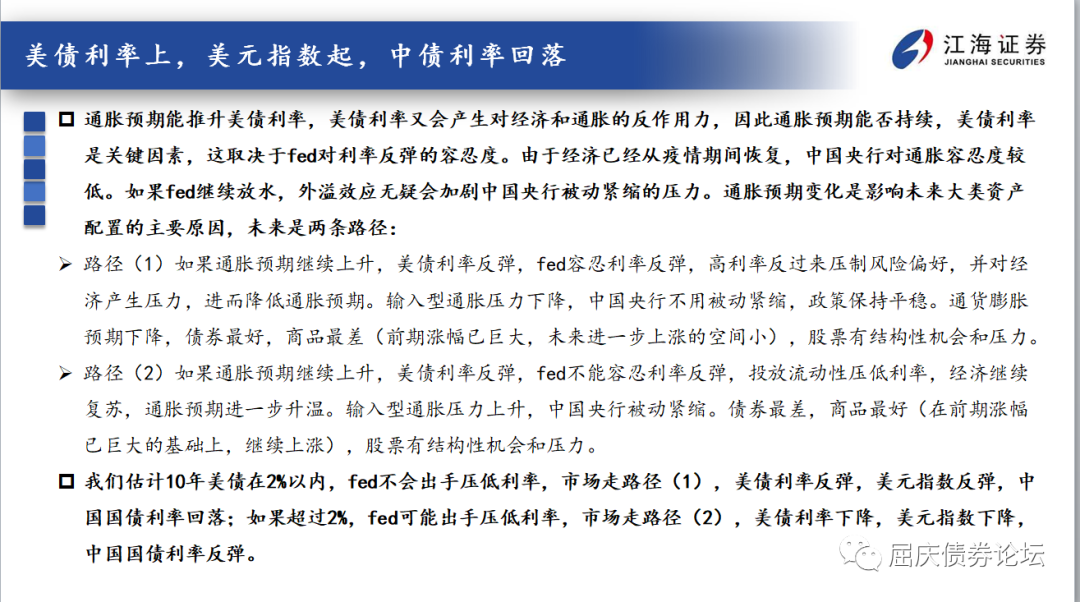 美债利率上，美元指数起，中债利率回落
江海证券
JIANGHAI SECURITIES
通胀预期能推升美债利率，美债利率又会产生对经济和通胀的反作用力，因此通胀预期能否持续，美债利率
是关键因素，这取决于fed对利率反弹的容忍度。由于经济已经从疫情期间恢复，中国央行对通胀容忍度较
低。如果fed继续放水，外溢效应无疑会加剧中国央行被动紧缩的压力。通胀预期变化是影响未来大类资产
配置的主要原因，未来是两条路径：
路径（1）如果通胀预期继续上升，美债利率反弹，fed容忍利率反弹，高利率反过来压制风险偏好，并对经
济产生压力，进而降低通胀预期。输入型通胀压力下降，中国央行不用被动紧缩，政策保持平稳。通货膨胀
预期下降，债券最好，商品最差（前期涨幅已巨大，未来进一步上涨的空间小），股票有结构性机会和压力。
路径（2）如果通胀预期继续上升，美债利率反弹，fed不能容忍利率反弹，投放流动性压低利率，经济继续
复苏，通胀预期进一步升温。输入型通胀压力上升，中国央行被动紧缩。债券最差，商品最好（在前期涨幅
已巨大的基础上，继续上涨），股票有结构性机会和压力。
我们估计10年美债在2%以内，fed不会出手压低利率，市场走路径（1），美债利率反弹，美元指数反弹，中
国国债利率回落；如果超过2%，fed可能出手压低利率，市场走路径（2），美债利率下降，美元指数下降，
中国国债利率反弹。
屈庆债券论坛